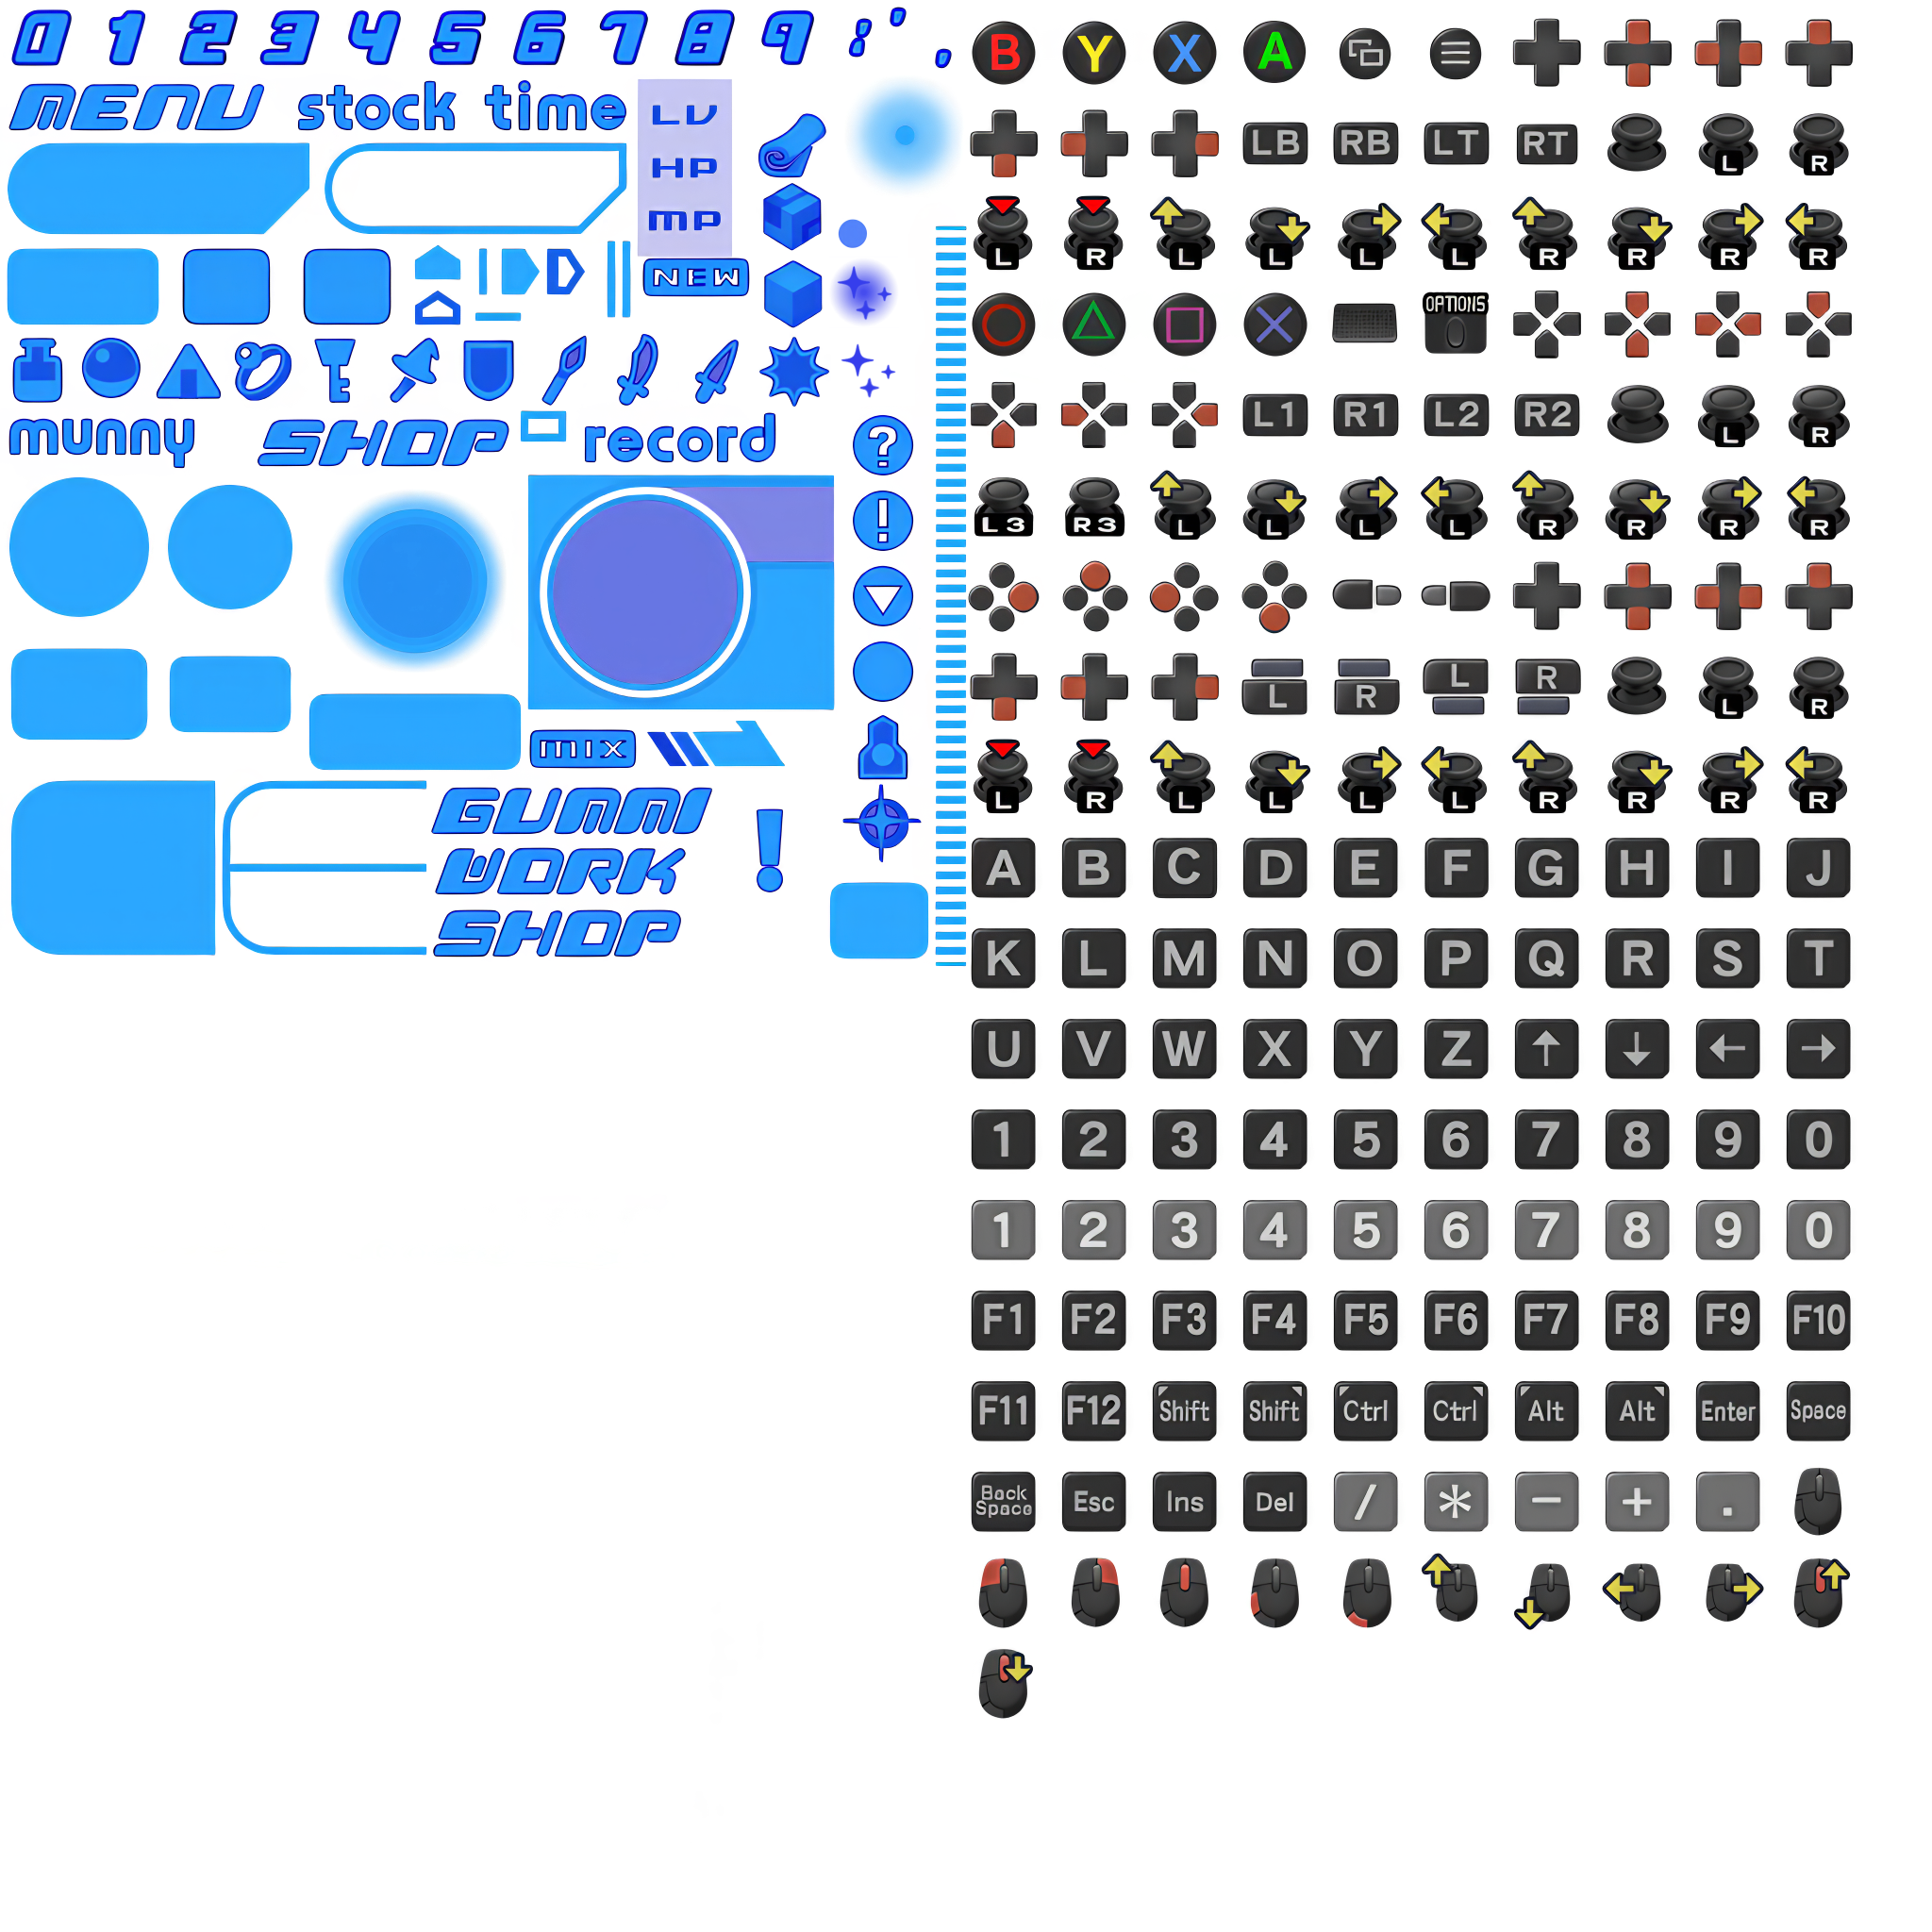 0 1 2 3 4 5 6 7 8 9 : ' ,
MENU stock time
LV
HP
MP
NEW
munny SHOP record
? 
!
MIX
GUMMI
WORK
SHOP
!
B Y X A
LB RB LT RT L R
L R L L L L R R R R
OPTIONS
L1 R1 L2 R2 L R
L3 R3 L L L L R R R R
L R L R L R
L R L L L L R R R R
A B C D E F G H I J
K L M N O P Q R S T
U V W X Y Z ↑ ↓ ← →
1 2 3 4 5 6 7 8 9 0
1 2 3 4 5 6 7 8 9 0
F1 F2 F3 F4 F5 F6 F7 F8 F9 F10
F11 F12 Shift Shift Ctrl Ctrl Alt Alt Enter Space
Back Space Esc Ins Del / * - + .